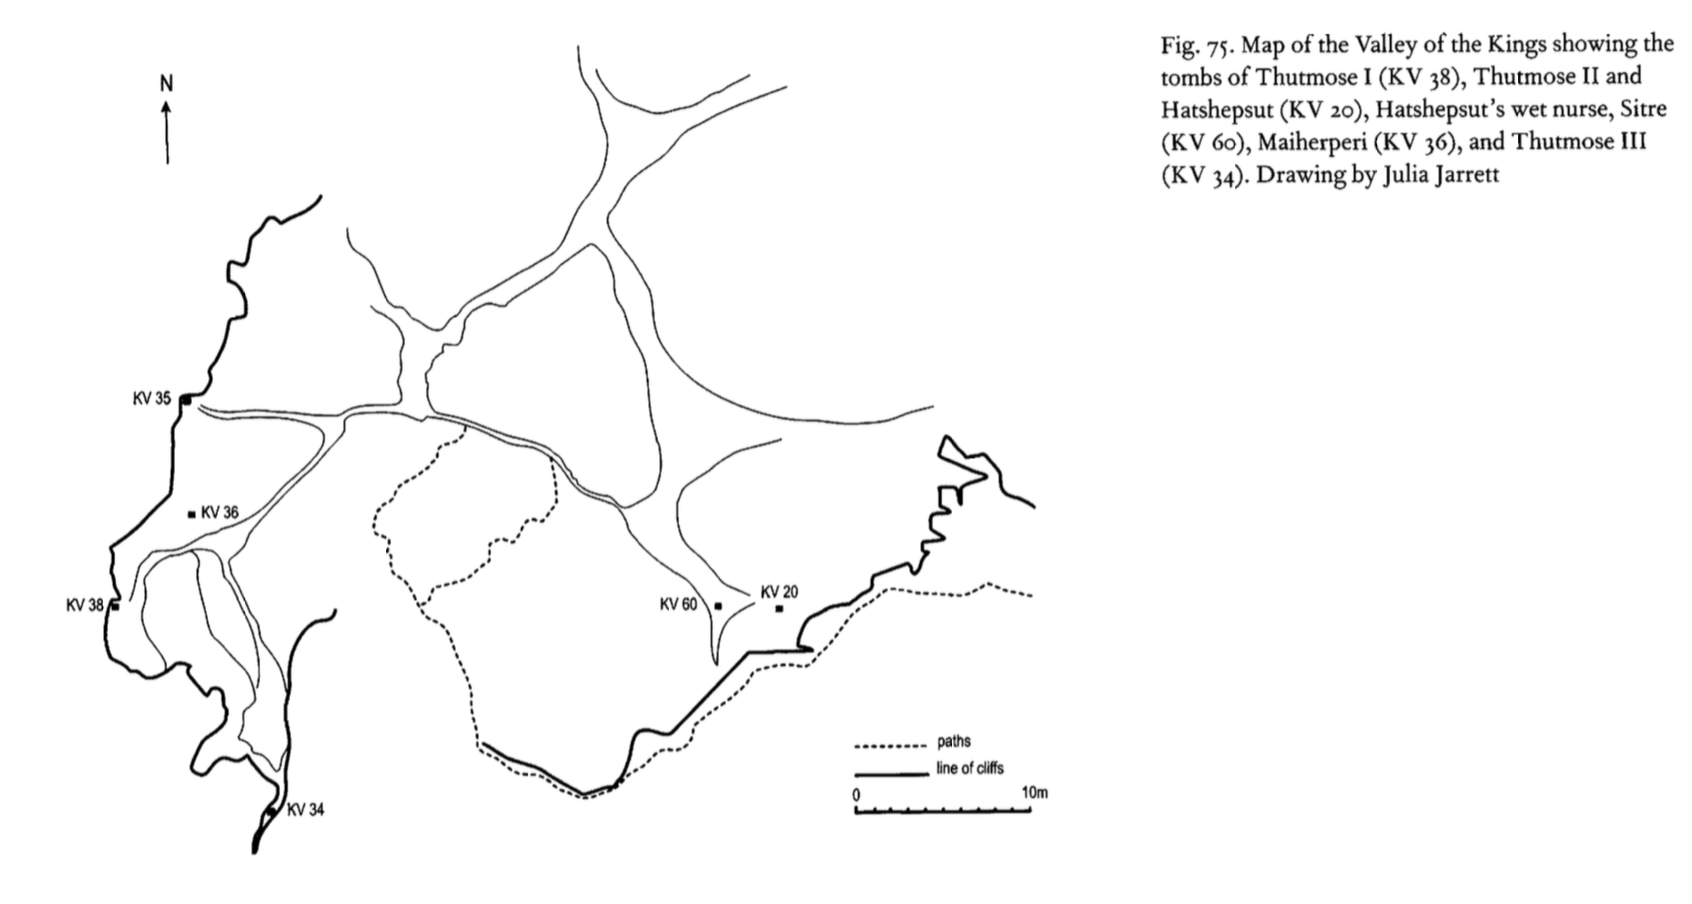 Fig. 75. Map of the Valley of the Kings showing the
tombs of Thutmose I (KV 38), Thutmose II and
Hatshepsut (KV 20), Hatshepsut's wet nurse, Sitre
(KV 60), Maiherperi (KV 36), and Thutmose III
(KV 34). Drawing by Julia Jarrett
N
KV 35
KV 36
KV 38
KV 60
KV 20
KV 34
paths
line of cliffs
0 10m